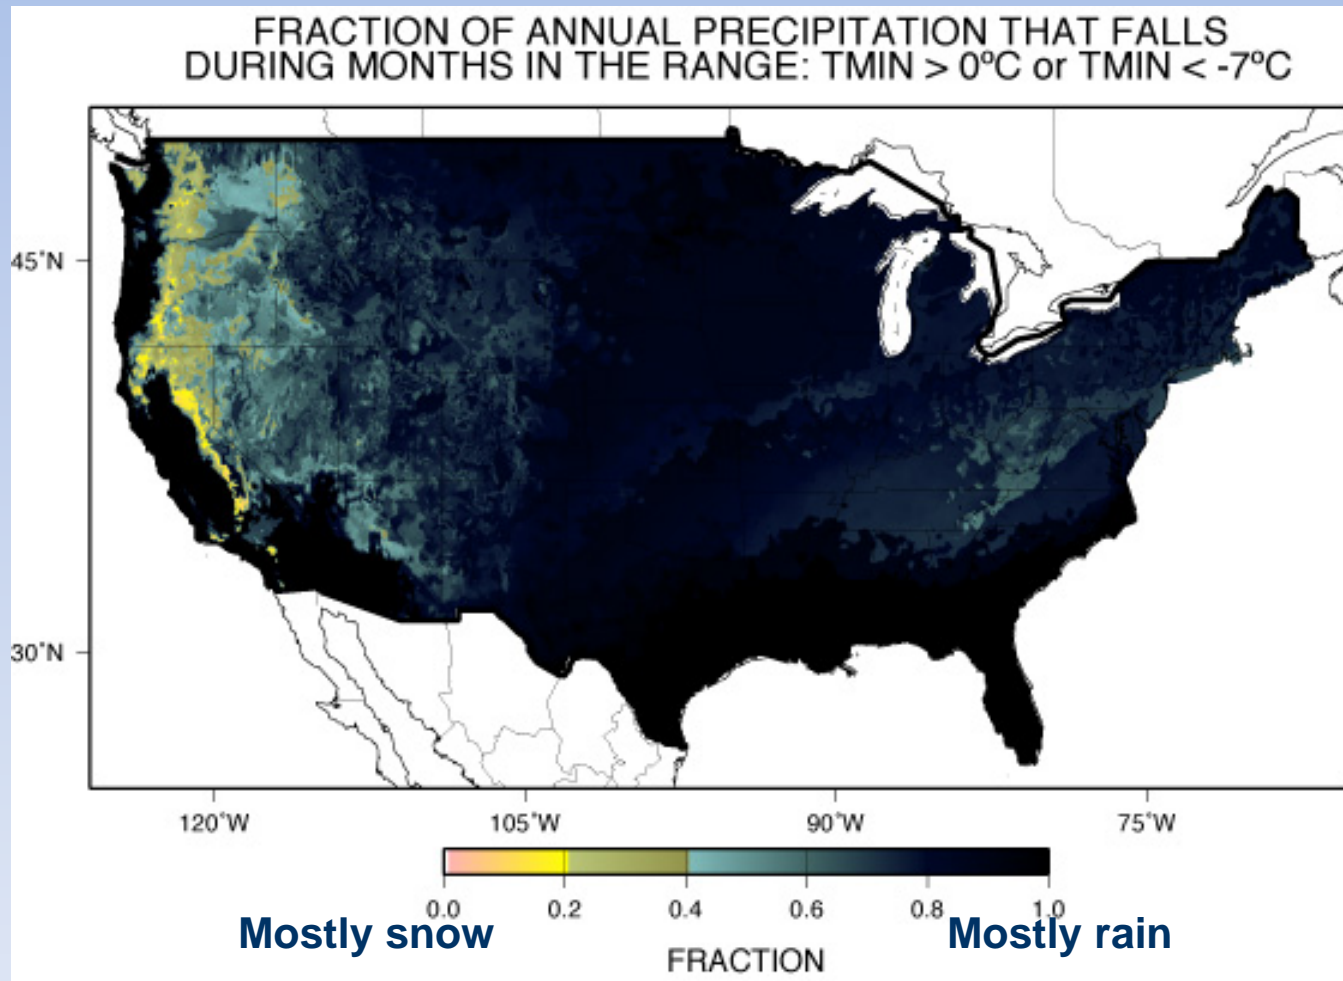 FRACTION OF ANNUAL PRECIPITATION THAT FALLS
DURING MONTHS IN THE RANGE: TMIN > 0ºC or TMIN < -7ºC
45˚N
30˚N
120˚W 105˚W 90˚W 75˚W
0.0 0.2 0.4 0.6 0.8 1.0
Mostly snow Mostly rain
FRACTION